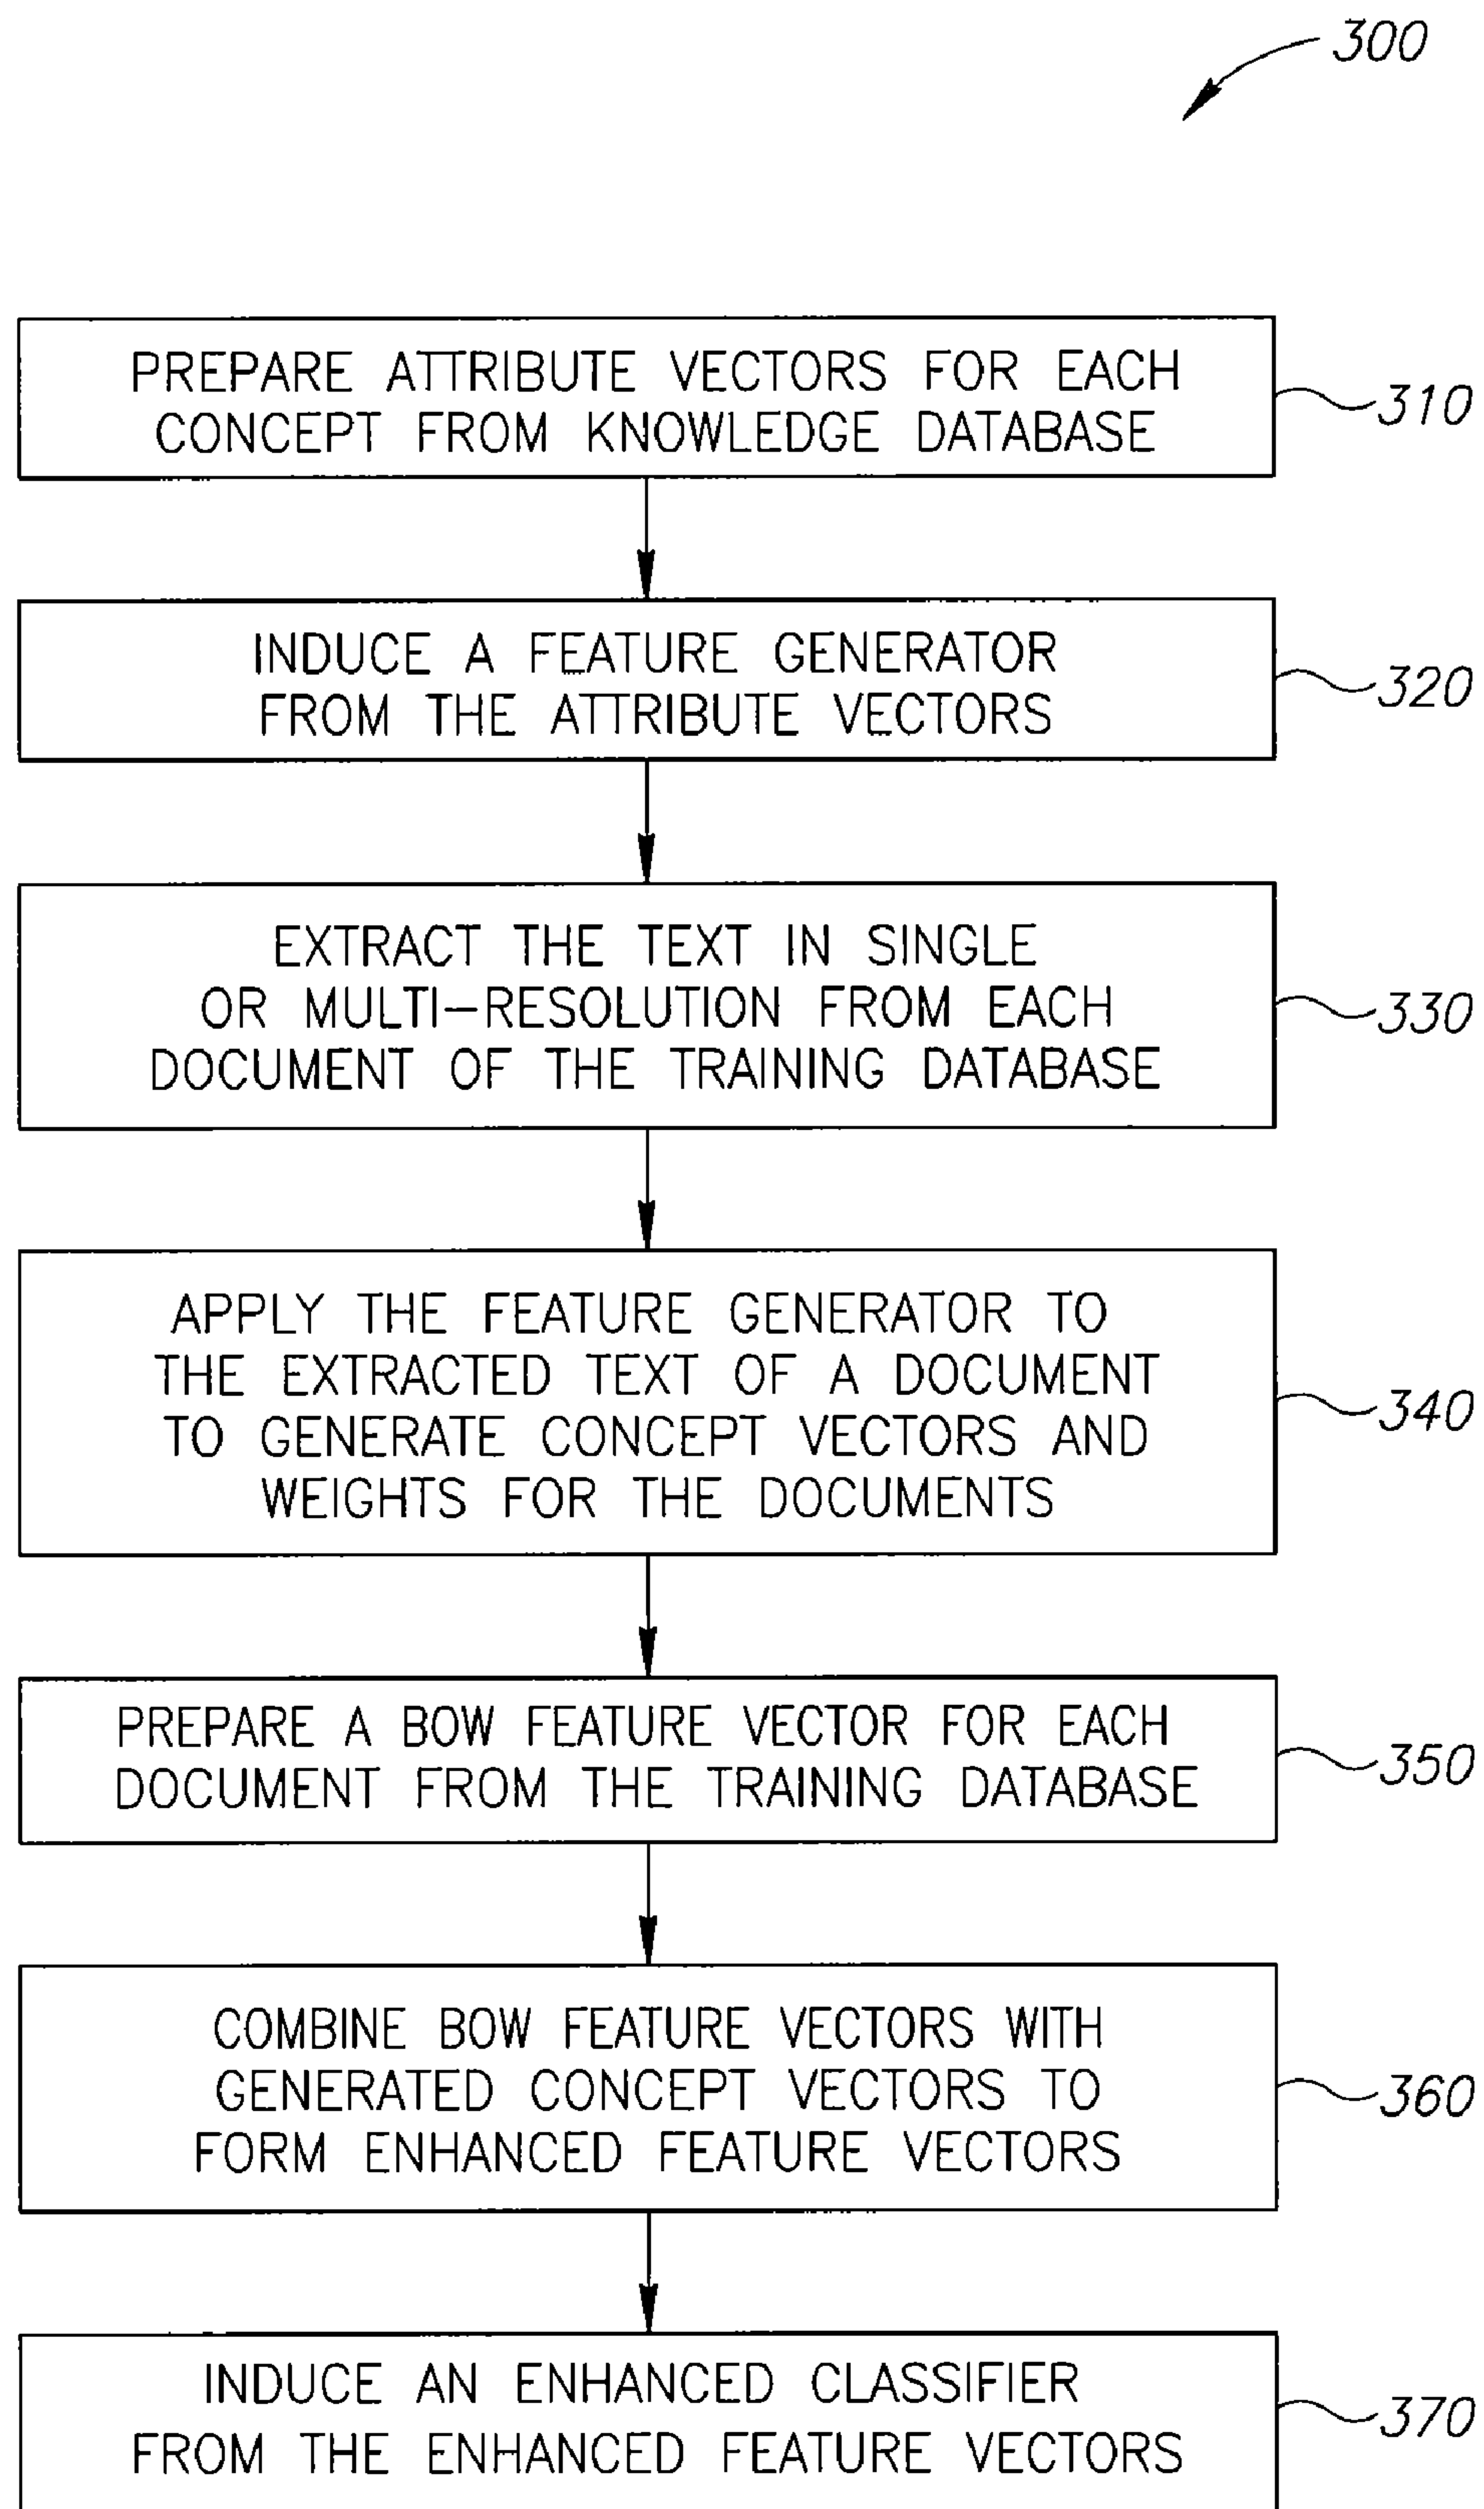 300
PREPARE ATTRIBUTE VECTORS FOR EACH
CONCEPT FROM KNOWLEDGE DATABASE
310
INDUCE A FEATURE GENERATOR
FROM THE ATTRIBUTE VECTORS
320
EXTRACT THE TEXT IN SINGLE
OR MULTI-RESOLUTION FROM EACH
DOCUMENT OF THE TRAINING DATABASE
330
APPLY THE FEATURE GENERATOR TO
THE EXTRACTED TEXT OF A DOCUMENT
TO GENERATE CONCEPT VECTORS AND
WEIGHTS FOR THE DOCUMENTS
340
PREPARE A BOW FEATURE VECTOR FOR EACH
DOCUMENT FROM THE TRAINING DATABASE
350
COMBINE BOW FEATURE VECTORS WITH
GENERATED CONCEPT VECTORS TO
FORM ENHANCED FEATURE VECTORS
360
INDUCE AN ENHANCED CLASSIFIER
FROM THE ENHANCED FEATURE VECTORS
370